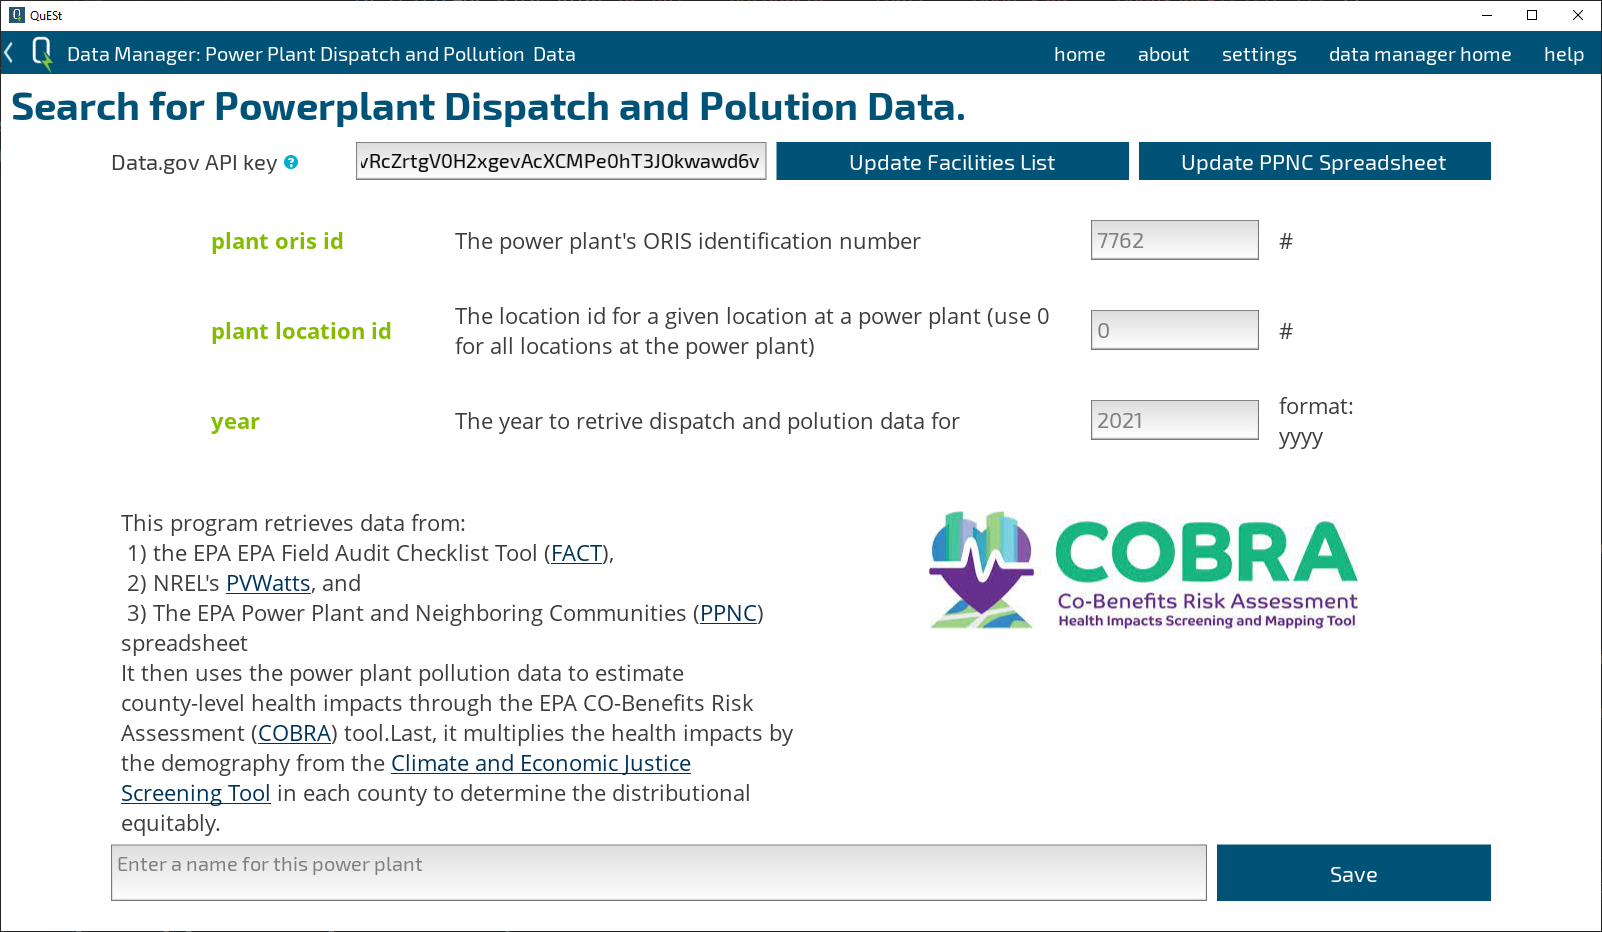 QuESt
Data Manager: Power Plant Dispatch and Pollution Data
home about settings data manager home help
Search for Powerplant Dispatch and Polution Data.
Data.gov API key ?
vRcZrtgV0H2xgevAcXCMPe0hT3JOkwawd6v
Update Facilities List
Update PPNC Spreadsheet
plant oris id
The power plant's ORIS identification number
7762
#
plant location id
The location id for a given location at a power plant (use 0
for all locations at the power plant)
0
#
year
The year to retrive dispatch and polution data for
2021
format:
yyyy
This program retrieves data from:
1) the EPA EPA Field Audit Checklist Tool (FACT),
2) NREL's PVWatts, and
3) The EPA Power Plant and Neighboring Communities (PPNC)
spreadsheet
It then uses the power plant pollution data to estimate
county-level health impacts through the EPA CO-Benefits Risk
Assessment (COBRA) tool.Last, it multiplies the health impacts by
the demography from the Climate and Economic Justice
Screening Tool in each county to determine the distributional
equitably.
COBRA
Co-Benefits Risk Assessment
Health Impacts Screening and Mapping Tool
Enter a name for this power plant
Save